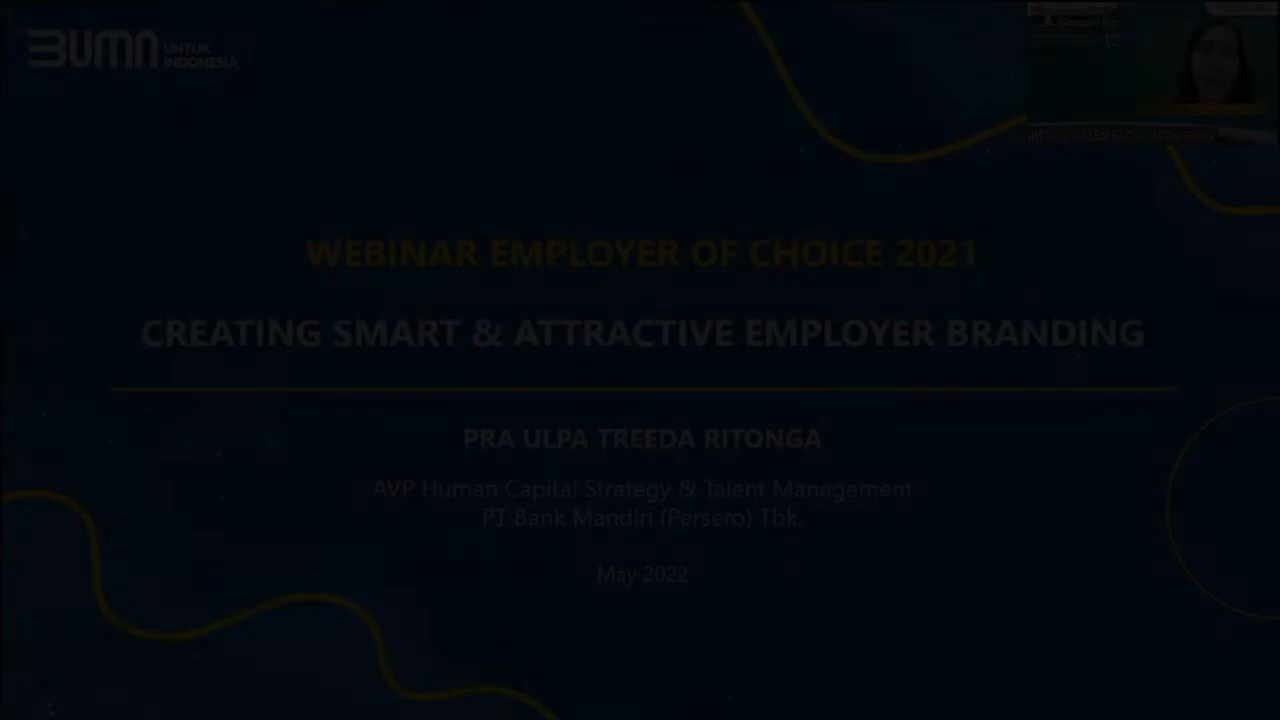 BUMN UNTUK
INDONESIA
WEBINAR EMPLOYER OF CHOICE 2021
CREATING SMART & ATTRACTIVE EMPLOYER BRANDING
PRA ULPA TREEDA RITONGA
AVP Human Capital Strategy & Talent Management
PT Bank Mandiri (Persero) Tbk.
May 2022